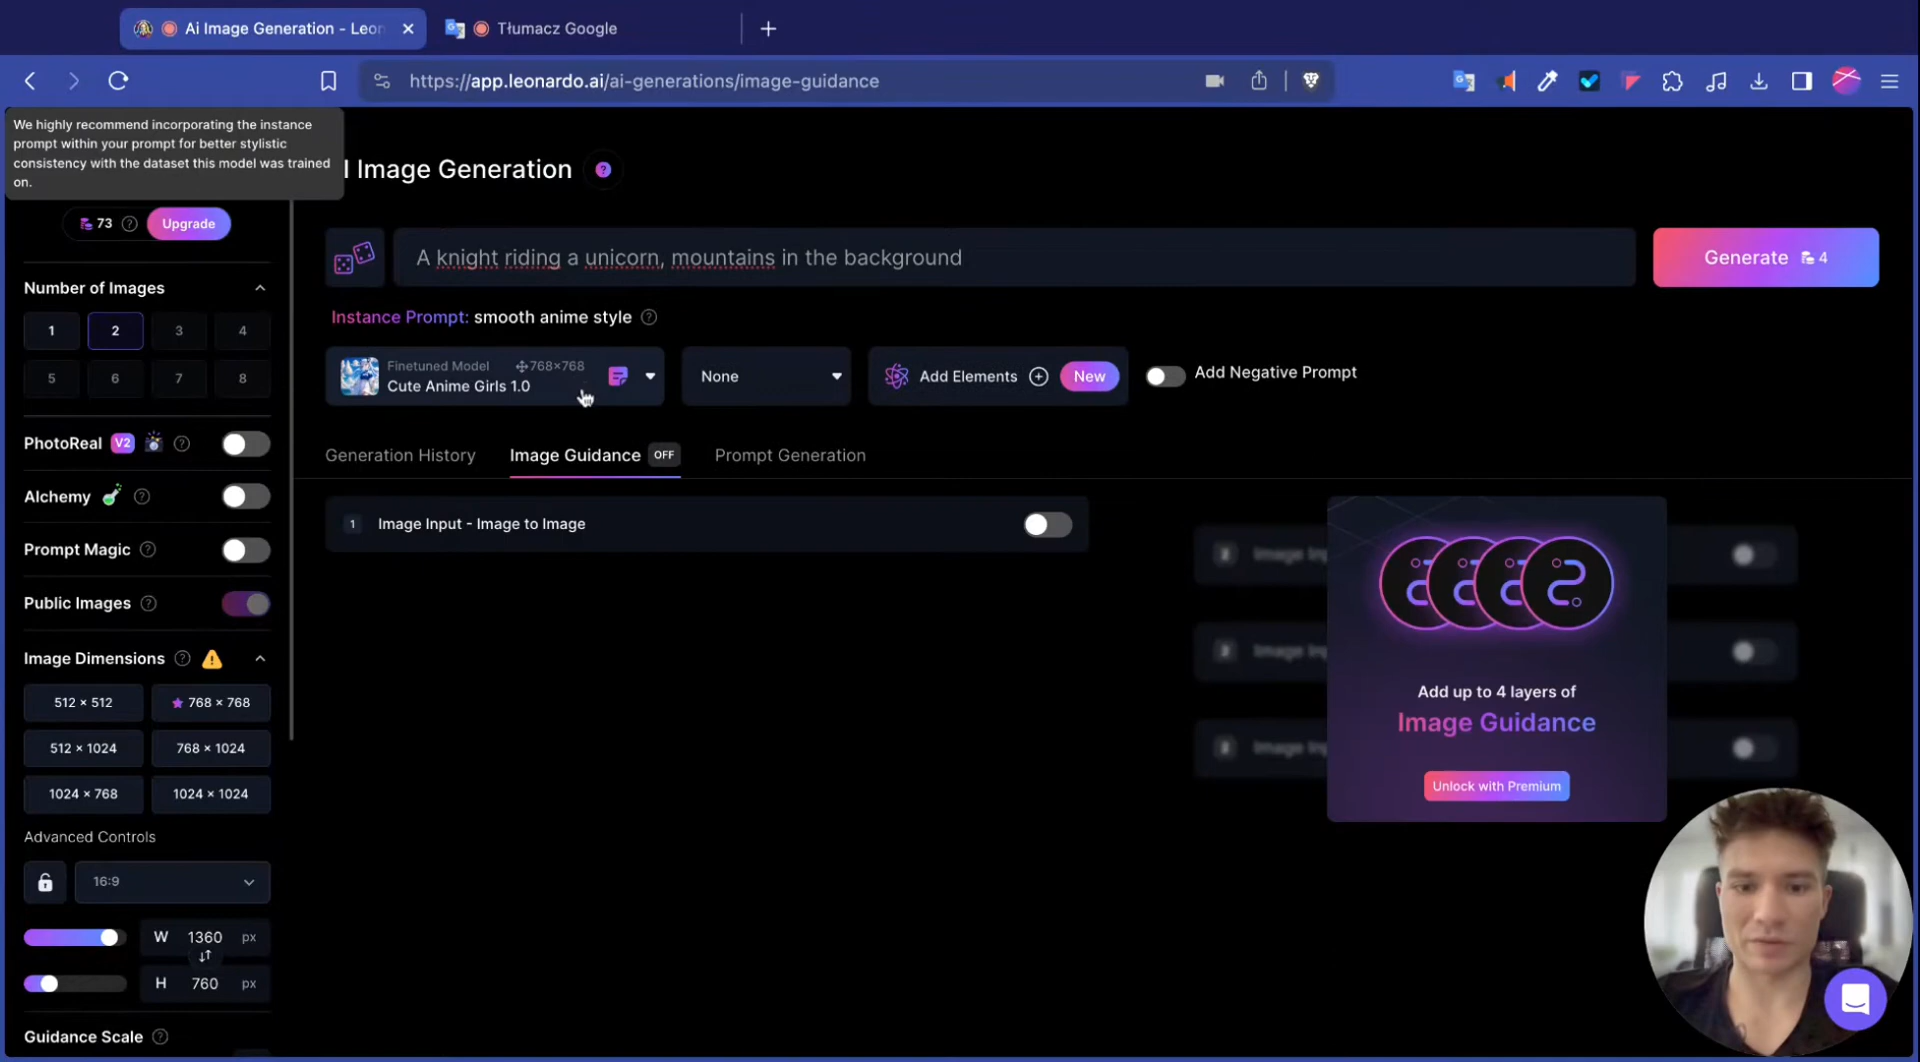 Ai Image Generation - Leon
Tłumacz Google
https://app.leonardo.ai/ai-generations/image-guidance
We highly recommend incorporating the instance
prompt within your prompt for better stylistic
consistency with the dataset this model was trained
on.
I Image Generation
?
73
?
Upgrade
A knight riding a unicorn, mountains in the background
Generate 4
Number of Images
1
2
3
4
5
6
7
8
Instance Prompt: smooth anime style ?
Finetuned Model 768×768
Cute Anime Girls 1.0
None
Add Elements New
Add Negative Prompt
PhotoReal V2 ?
Alchemy ?
Prompt Magic ?
Public Images ?
Generation History
Image Guidance OFF
Prompt Generation
1 Image Input - Image to Image
Image Inp
Image Inp
Image Inp
Add up to 4 layers of
Image Guidance
Unlock with Premium
Image Dimensions ?
512 × 512
768 × 768
512 × 1024
768 × 1024
1024 × 768
1024 × 1024
Advanced Controls
16:9
W 1360 px
H 760 px
Guidance Scale ?